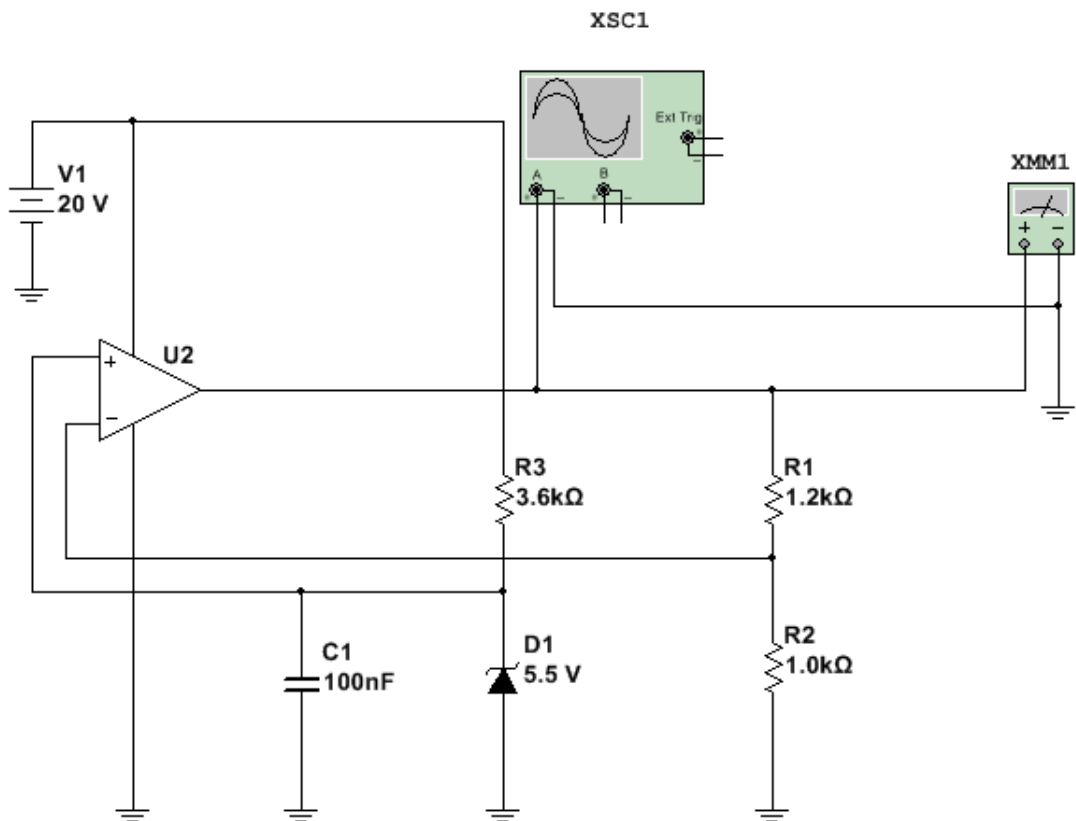 XSC1
Ext Trig
+
−
A
B
+ −
+ −
XMM1
+ −
V1
20 V
U2
+
−
R3
3.6kΩ
R1
1.2kΩ
C1
100nF
D1
5.5 V
R2
1.0kΩ